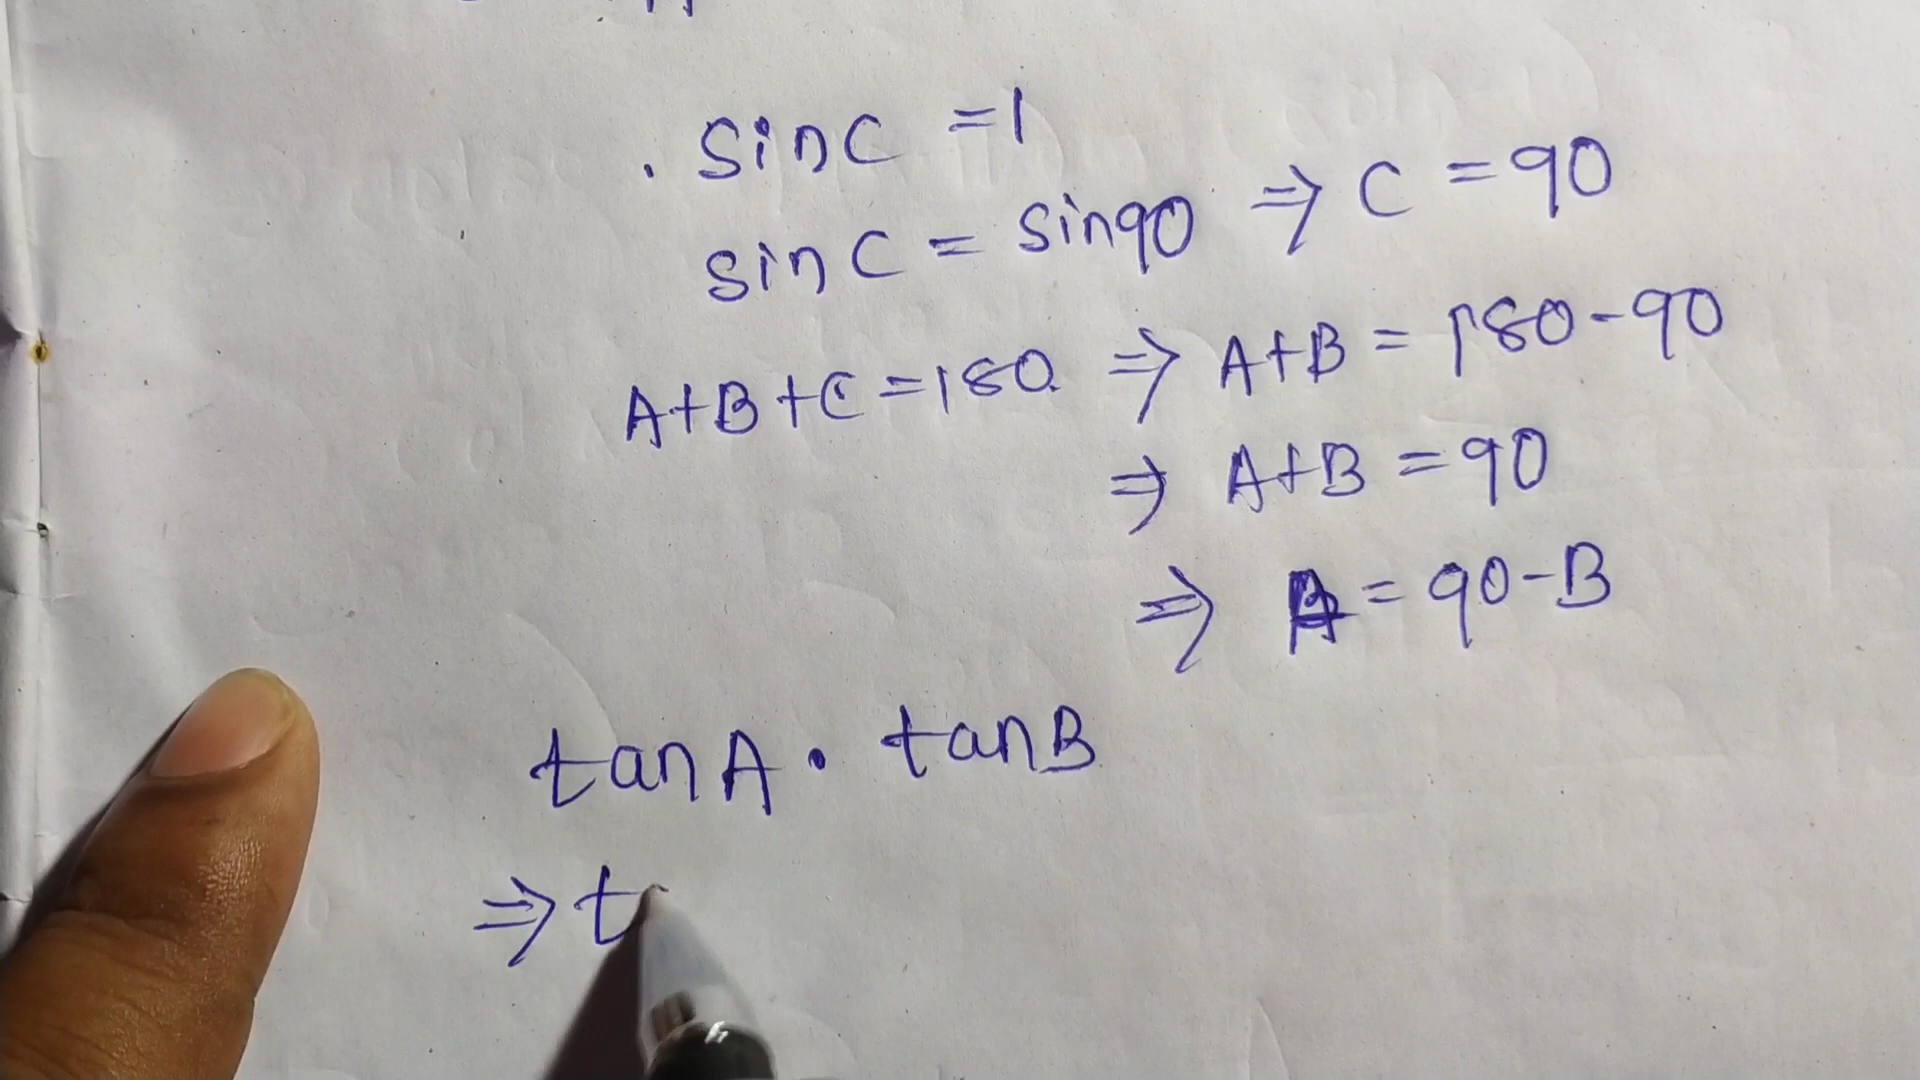 . sinC = 1
sinC = sin90 ⇒ C = 90
A+B+C = 180 ⇒ A+B = 180-90
⇒ A+B = 90
⇒ A = 90-B
tanA . tanB
⇒ t